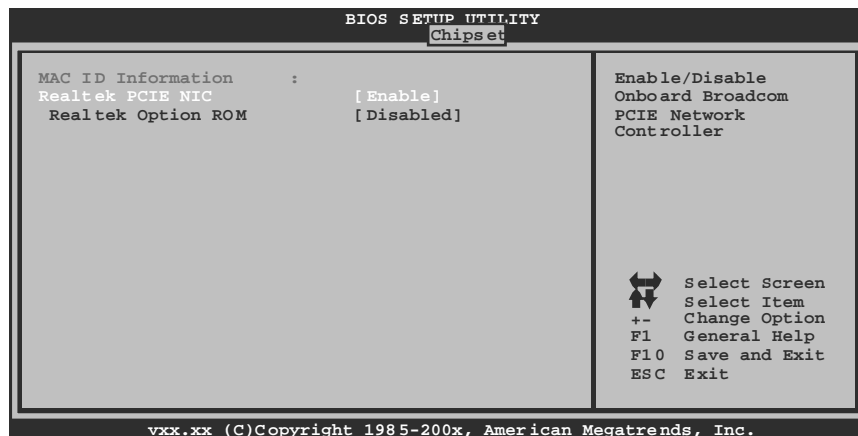 BIOS SETUP UTILITY
Chipset
MAC ID Information :
Realtek PCIE NIC [Enable]
Realtek Option ROM [Disabled]
Enable/Disable
Onboard Broadcom
PCIE Network
Controller
Select Screen
Select Item
+- Change Option
F1 General Help
F10 Save and Exit
ESC Exit
vxx.xx (C)Copyright 1985-200x, American Megatrends, Inc.